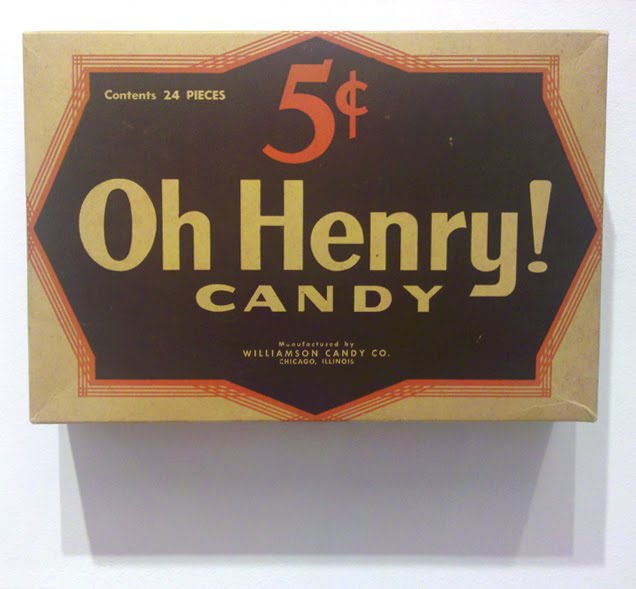 5¢
Contents 24 PIECES
Oh Henry!
CANDY
Manufactured by
WILLIAMSON CANDY CO.
CHICAGO, ILLINOIS